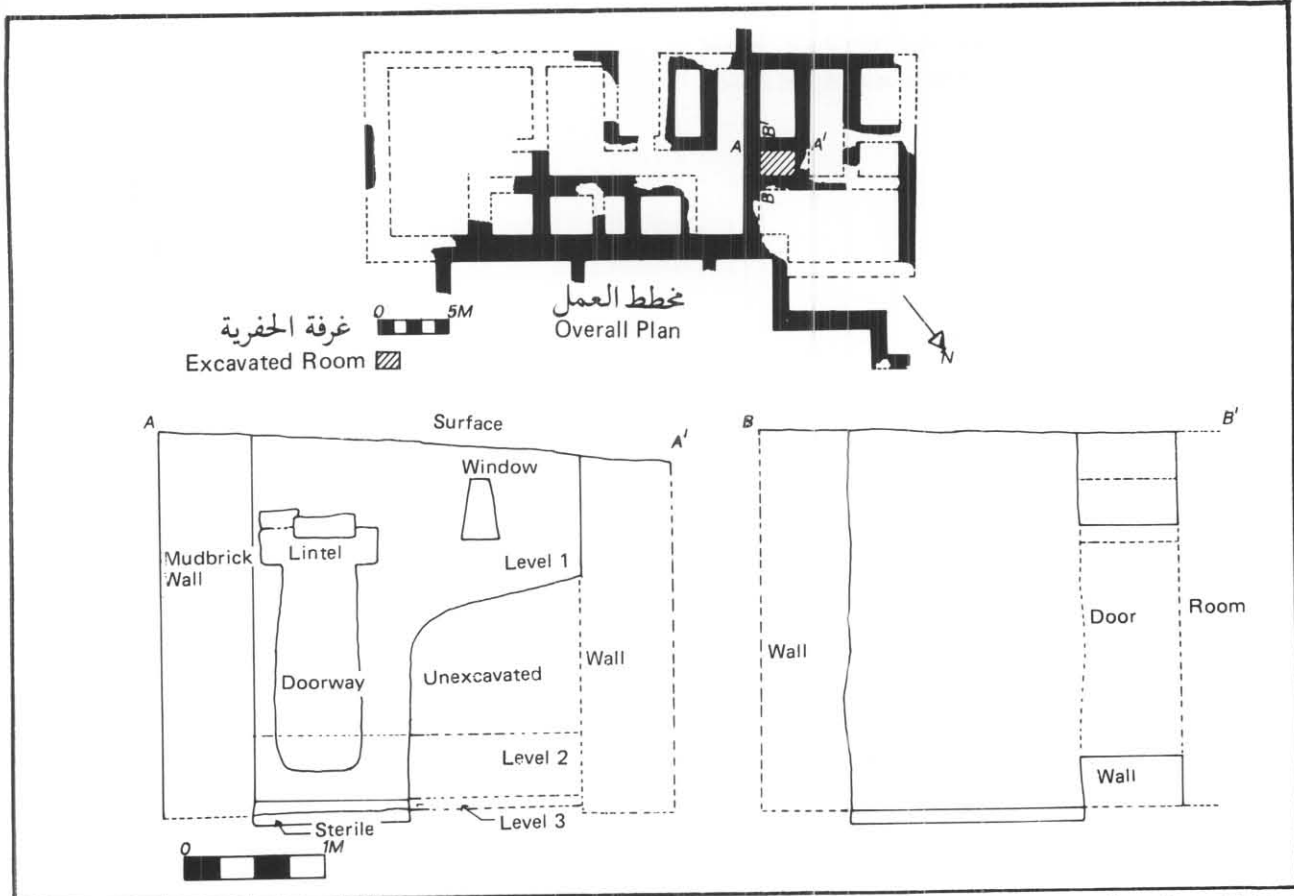 A
B'
A'
B
0 5M
مخطط العمل
Overall Plan
غرفة الحفرية
Excavated Room
N
A
Surface
A'
Window
Mudbrick
Wall
Lintel
Level 1
Doorway
Unexcavated
Wall
Level 2
Sterile
Level 3
0 1M
B
B'
Wall
Door
Room
Wall